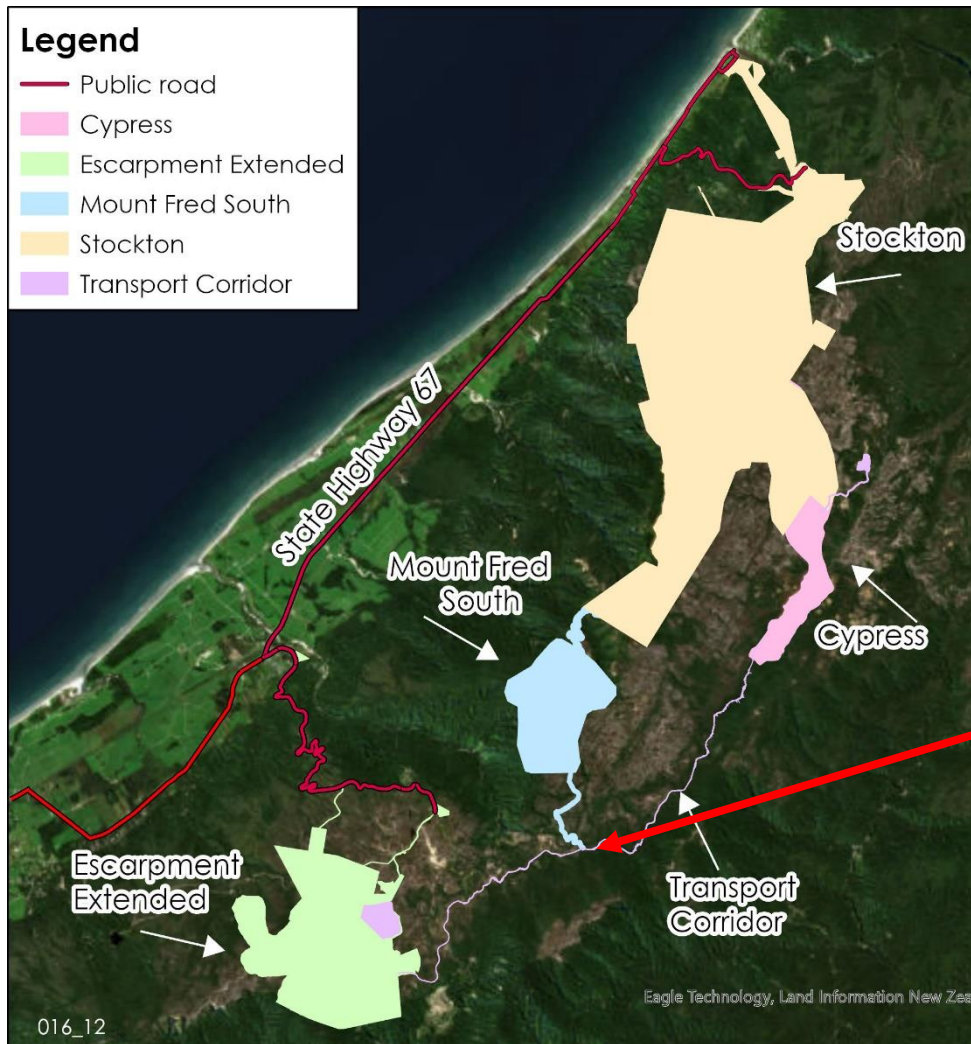 Legend
Public road
Cypress
Escarpment Extended
Mount Fred South
Stockton
Transport Corridor
Stockton
State Highway 67
Mount Fred
South
Cypress
Escarpment
Extended
Transport
Corridor
Eagle Technology, Land Information New Zea
016_12